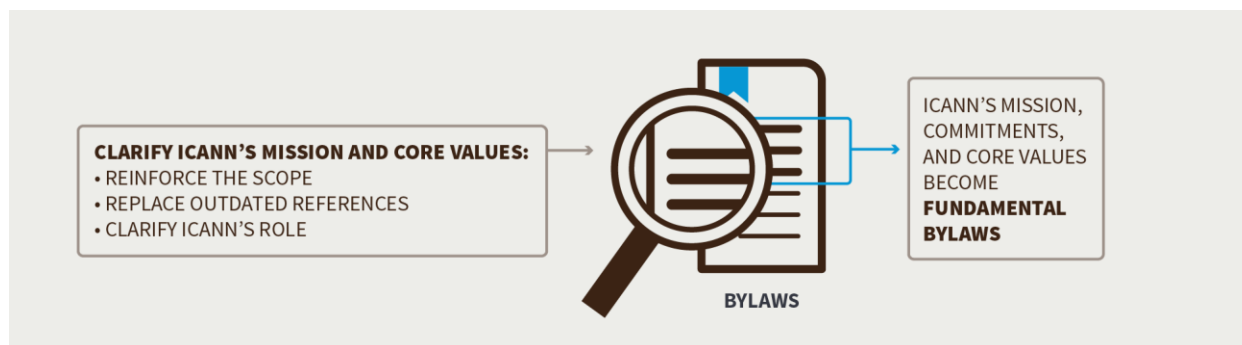 CLARIFY ICANN’S MISSION AND CORE VALUES:
• REINFORCE THE SCOPE
• REPLACE OUTDATED REFERENCES
• CLARIFY ICANN’S ROLE
BYLAWS
ICANN’S MISSION,
COMMITMENTS,
AND CORE VALUES
BECOME
FUNDAMENTAL
BYLAWS